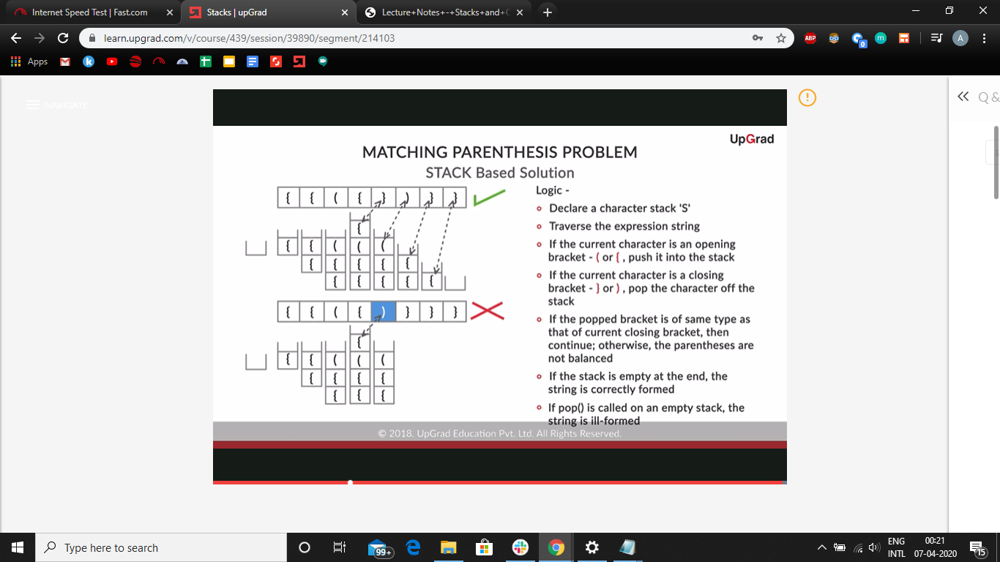 Internet Speed Test | Fast.com
Stacks | upGrad
Lecture+Notes+-+Stacks+and+
learn.upgrad.com/v/course/439/session/39890/segment/214103
ABP
0
m
A
Apps
NAVIGATE
Q &
UpGrad
MATCHING PARENTHESIS PROBLEM
STACK Based Solution
{ { ( { } ) } }
{
{ { ( ( (
{ { { { {
{ { { { {
{ { ( { ) } } }
{
{ { ( ( (
{ { { {
{ { {
Logic -
Declare a character stack 'S'
Traverse the expression string
If the current character is an opening
bracket - ( or { , push it into the stack
If the current character is a closing
bracket - } or ) , pop the character off the
stack
If the popped bracket is of same type as
that of current closing bracket, then
continue; otherwise, the parentheses are
not balanced
If the stack is empty at the end, the
string is correctly formed
If pop() is called on an empty stack, the
string is ill-formed
© 2018. UpGrad Education Pvt. Ltd. All Rights Reserved.
Type here to search
99+
ENG
INTL
00:21
07-04-2020
15